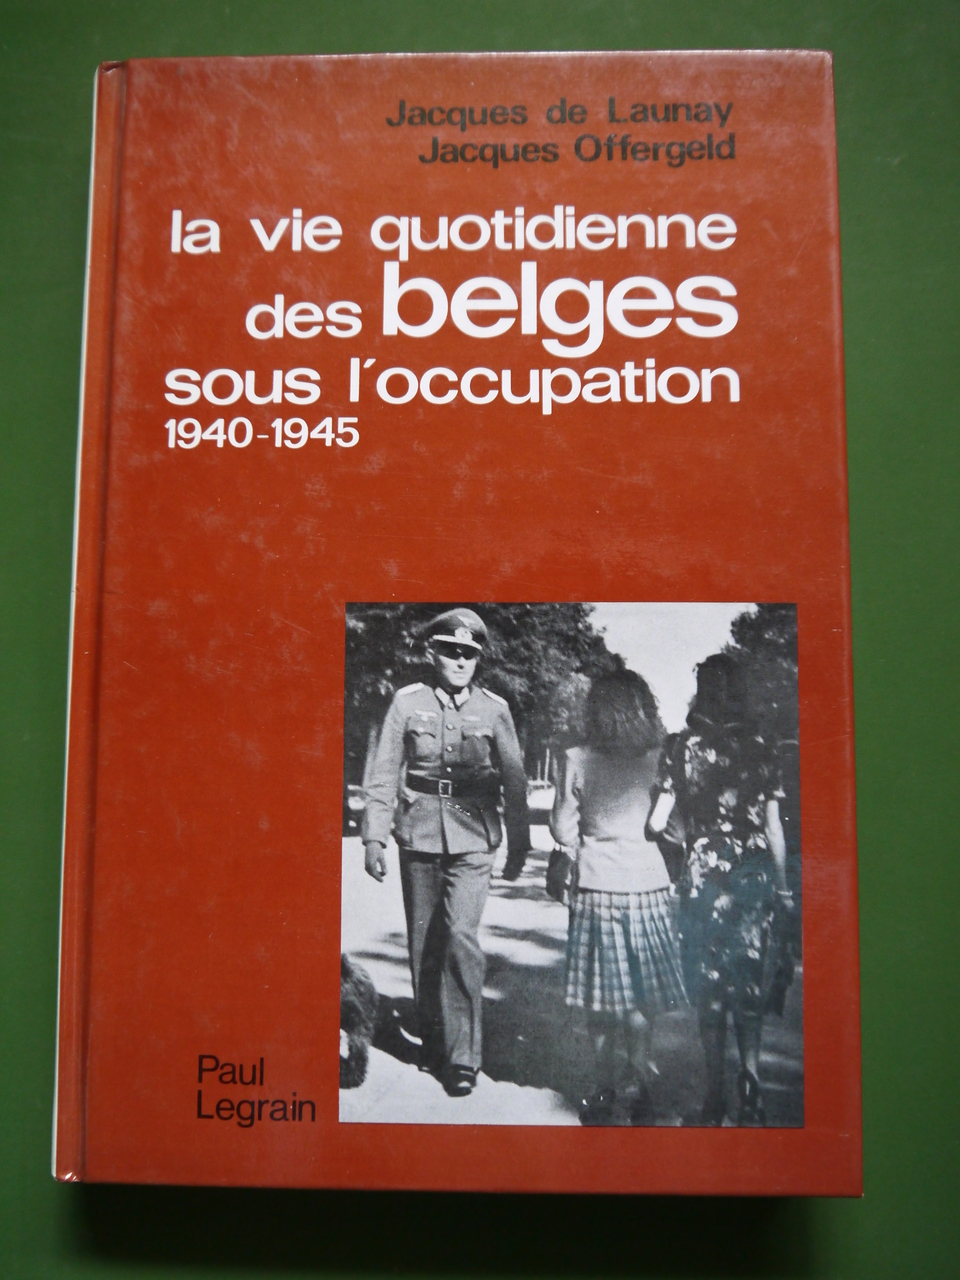 Jacques de Launay
Jacques Offergeld
la vie quotidienne
des belges
sous l'occupation
1940-1945
Paul
Legrain